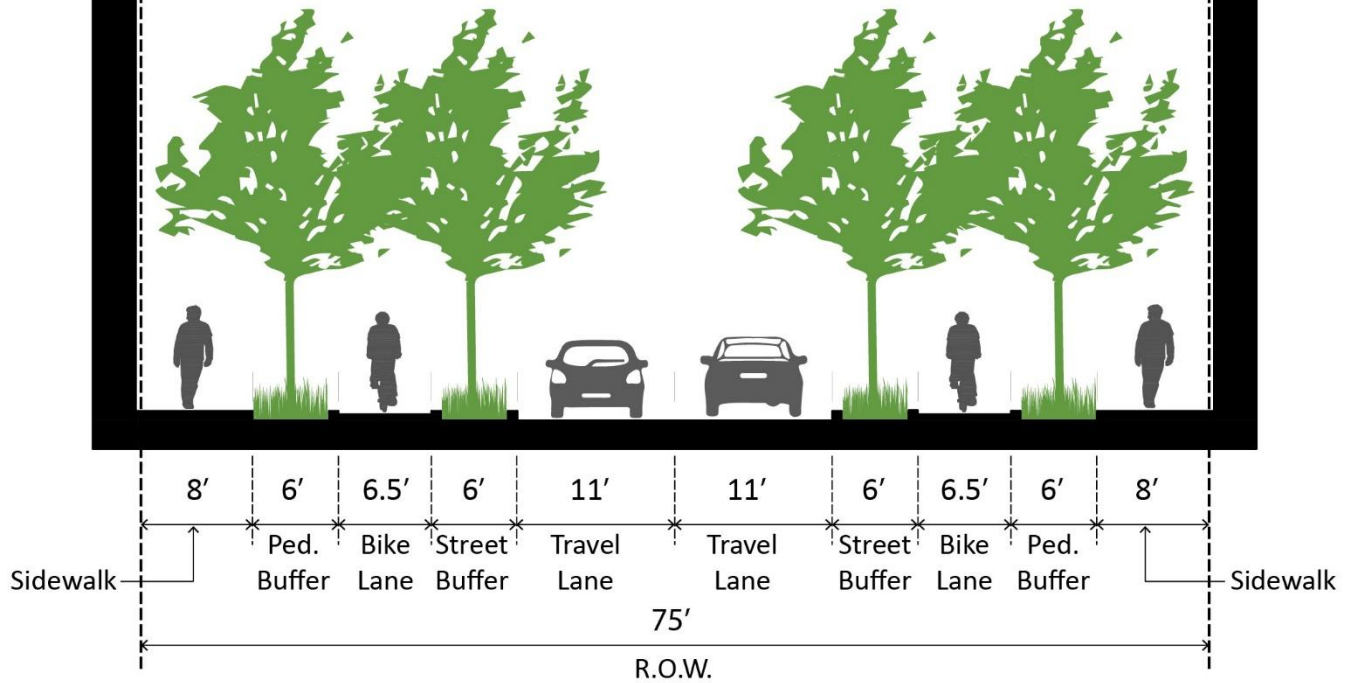 8′ 6′ 6.5′ 6′ 11′ 11′ 6′ 6.5′ 6′ 8′
Ped. Bike Street Travel Travel Street Bike Ped.
Sidewalk Buffer Lane Buffer Lane Lane Buffer Lane Buffer Sidewalk
75′
R.O.W.